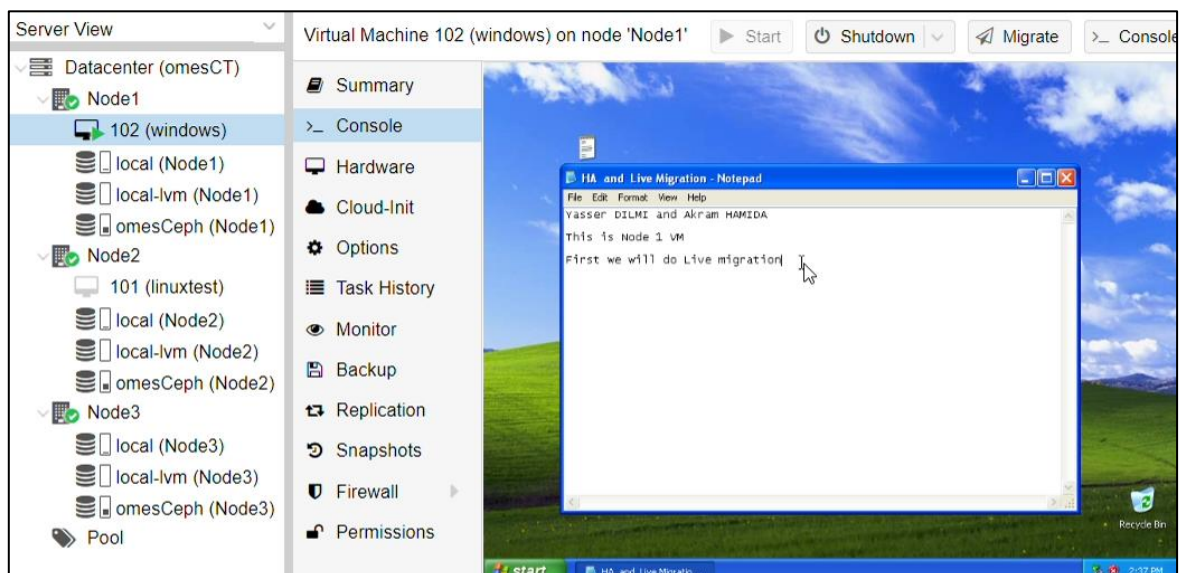 Server View
Virtual Machine 102 (windows) on node 'Node1'
Start
Shutdown
Migrate
>_ Console
Datacenter (omesCT)
Node1
102 (windows)
local (Node1)
local-lvm (Node1)
omesCeph (Node1)
Node2
101 (linuxtest)
local (Node2)
local-lvm (Node2)
omesCeph (Node2)
Node3
local (Node3)
local-lvm (Node3)
omesCeph (Node3)
Pool
Summary
>_ Console
Hardware
Cloud-Init
Options
Task History
Monitor
Backup
Replication
Snapshots
Firewall
Permissions
HA and Live Migration - Notepad
File Edit Format View Help
Yasser DILMI and Akram HAMIDA
This is Node 1 VM
First we will do Live migration
Recycle Bin
start
HA and Live Migratio
2:37 PM